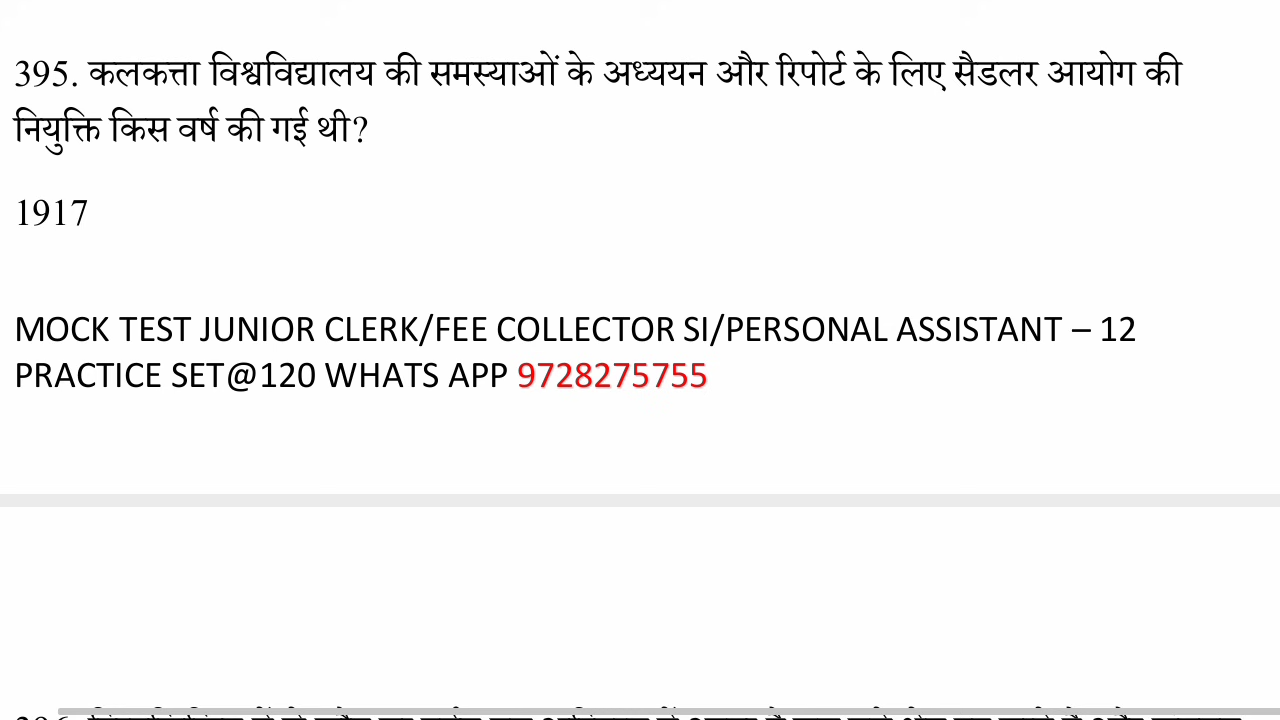 395. कलकत्ता विश्वविद्यालय की समस्याओं के अध्ययन और रिपोर्ट के लिए सैडलर आयोग की
नियुक्ति किस वर्ष की गई थी?
1917
MOCK TEST JUNIOR CLERK/FEE COLLECTOR SI/PERSONAL ASSISTANT – 12
PRACTICE SET@120 WHATS APP 9728275755